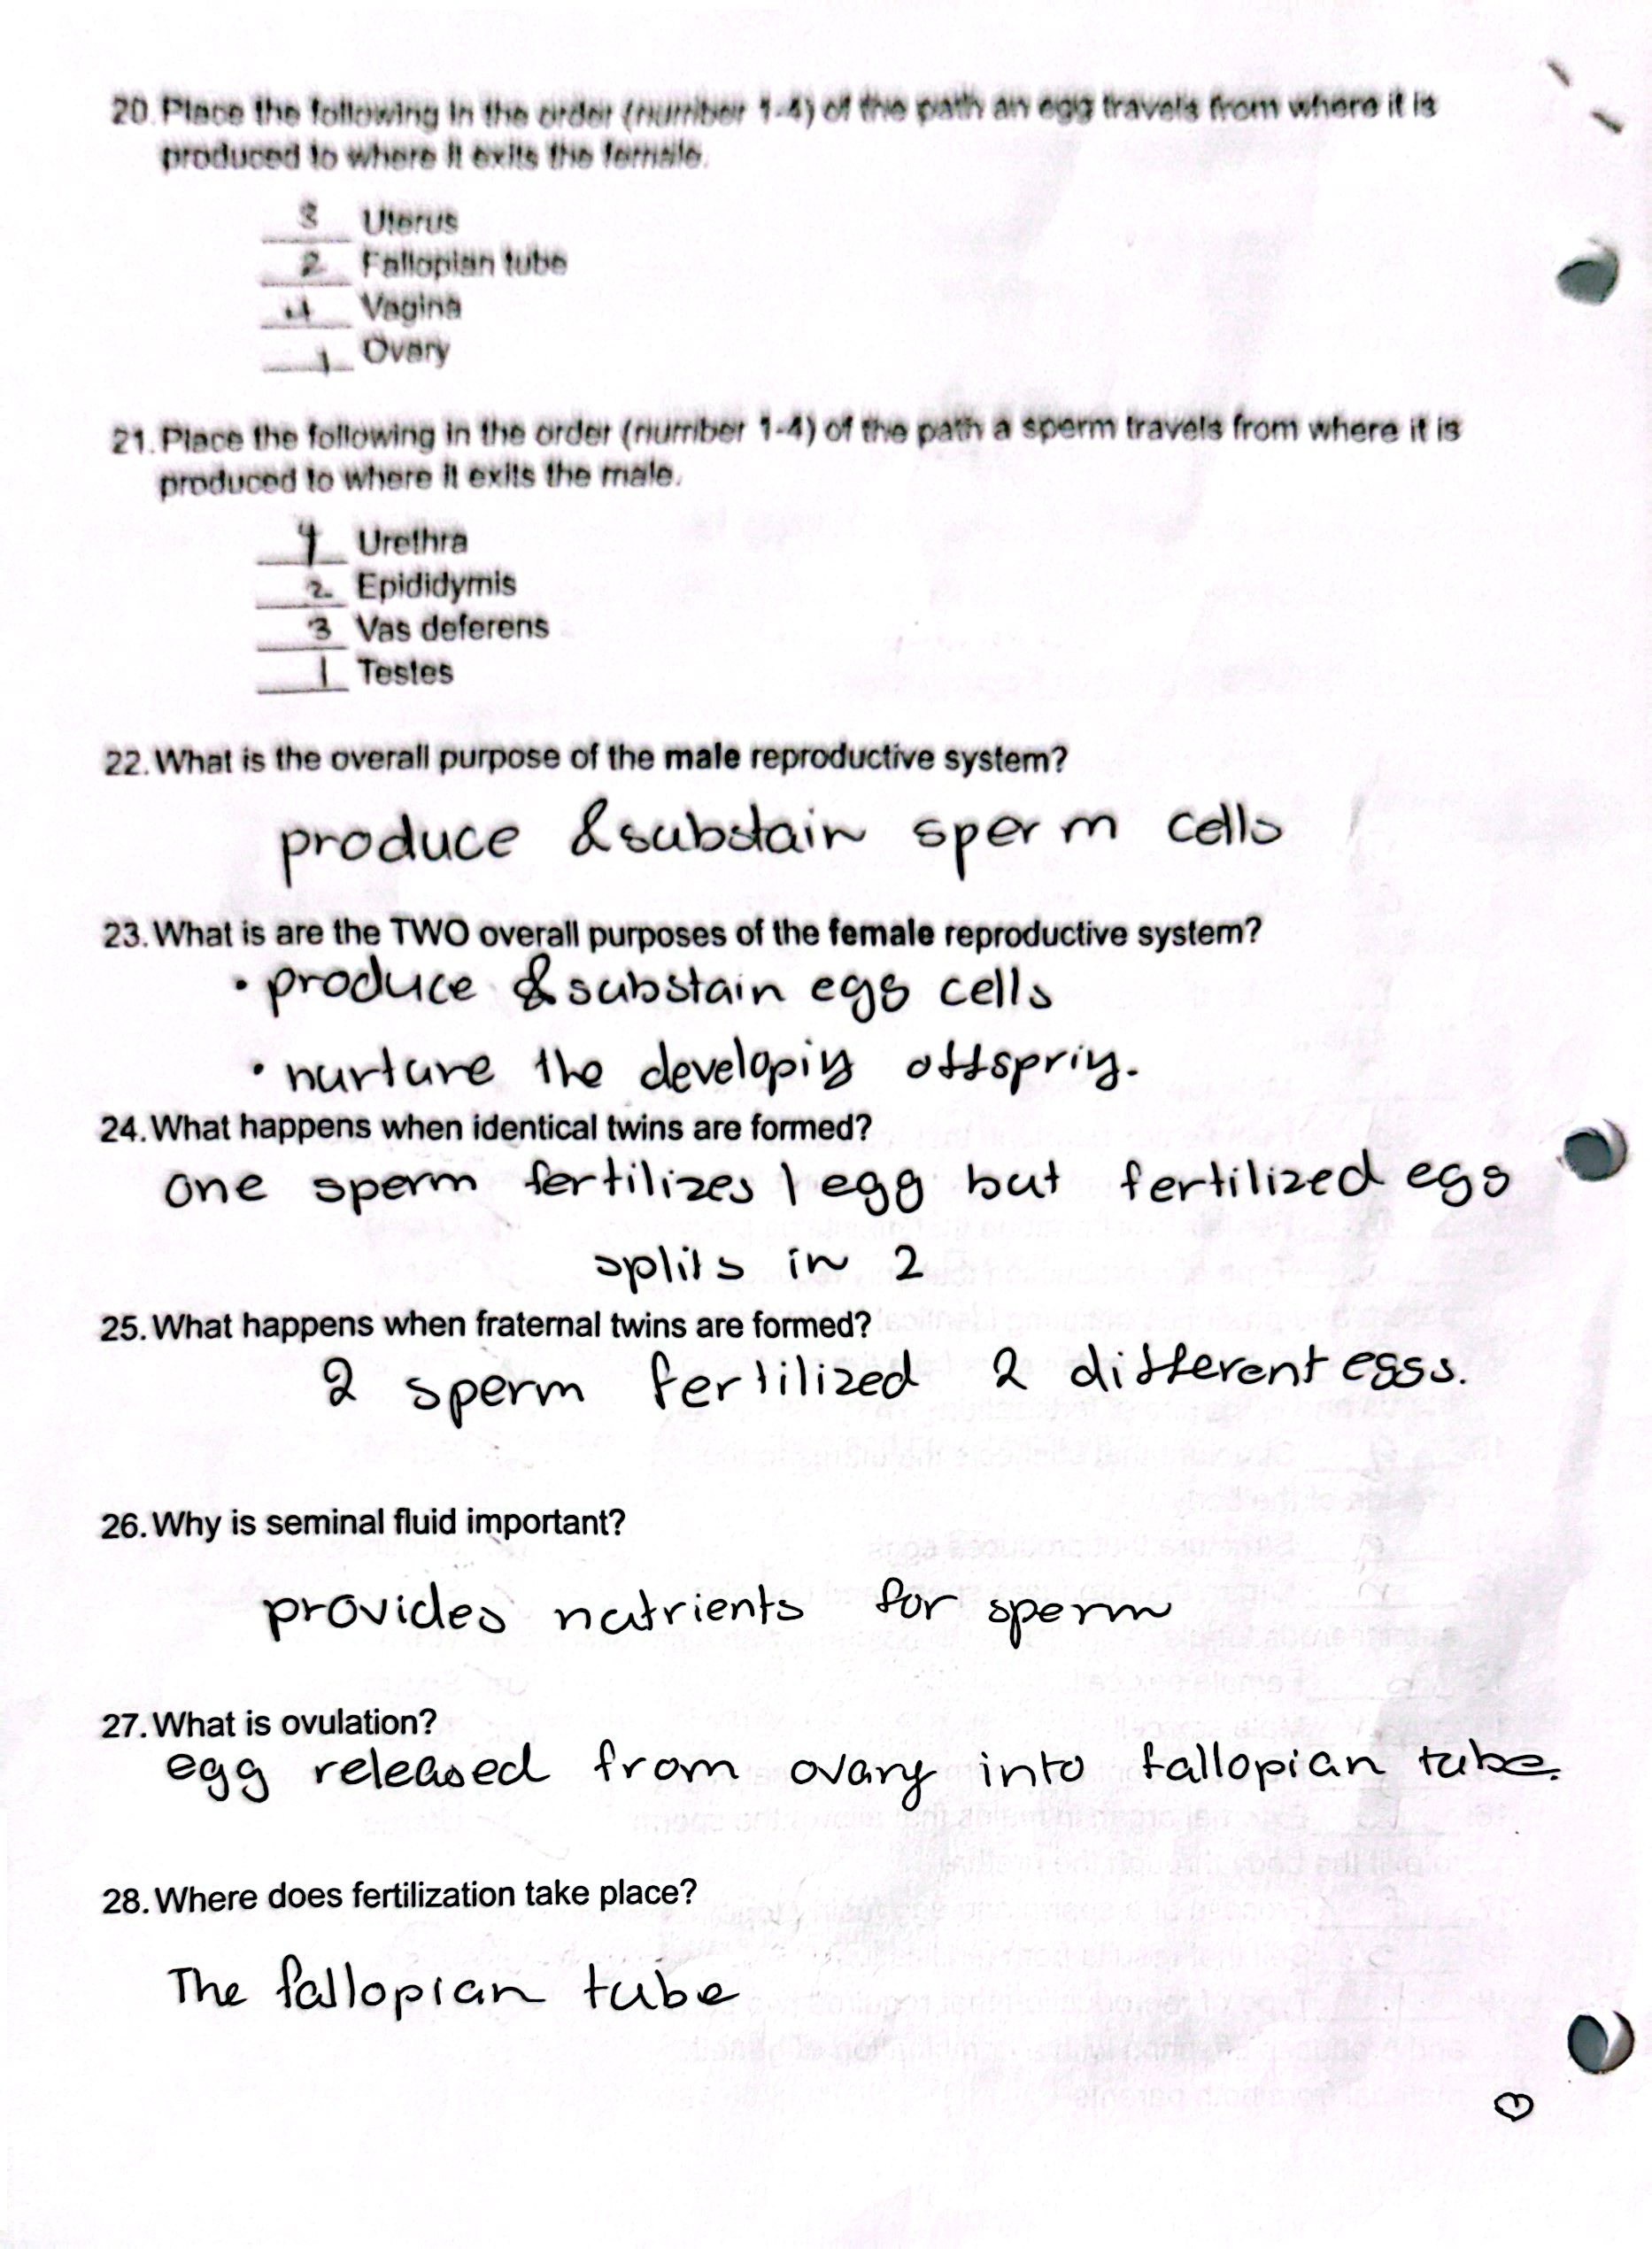 20. Place the following in the order (number 1-4) of the path an egg travels from where it is
produced to where it exits the female.
3 Uterus
2 Fallopian tube
4 Vagina
1 Ovary
21. Place the following in the order (number 1-4) of the path a sperm travels from where it is
produced to where it exits the male.
4 Urethra
2 Epididymis
3 Vas deferens
1 Testes
22. What is the overall purpose of the male reproductive system?
produce & substain sperm cells
23. What is are the TWO overall purposes of the female reproductive system?
• produce & substain egg cells
• nurture the developing offspring.
24. What happens when identical twins are formed?
one sperm fertilizes 1 egg but fertilized egg
splits in 2
25. What happens when fraternal twins are formed?
2 sperm fertilized 2 different eggs.
26. Why is seminal fluid important?
provides nutrients for sperm
27. What is ovulation?
egg released from ovary into fallopian tube.
28. Where does fertilization take place?
The fallopian tube